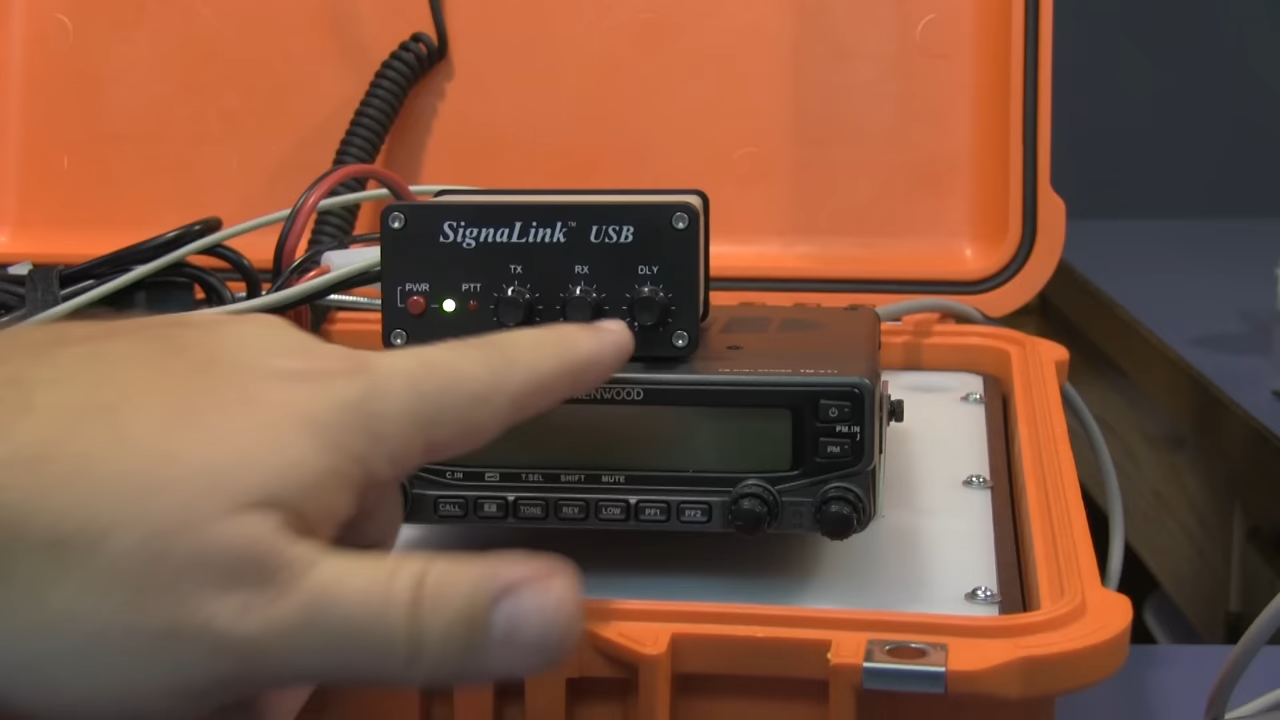 SignaLink™ USB
TX RX DLY
PWR PTT
KENWOOD
PM.IN
PM
C.IN T.SEL SHIFT MUTE
CALL F TONE REV LOW PF1 PF2